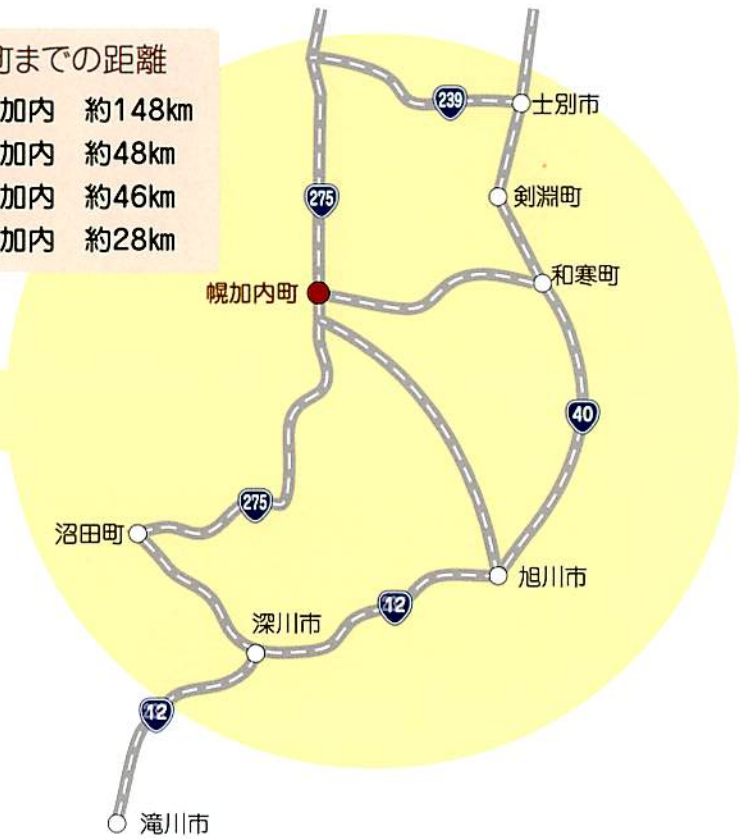 町までの距離
加内　約148km
加内　約48km
加内　約46km
加内　約28km
239
士別市
275
剣淵町
和寒町
幌加内町
40
275
沼田町
旭川市
12
深川市
12
滝川市